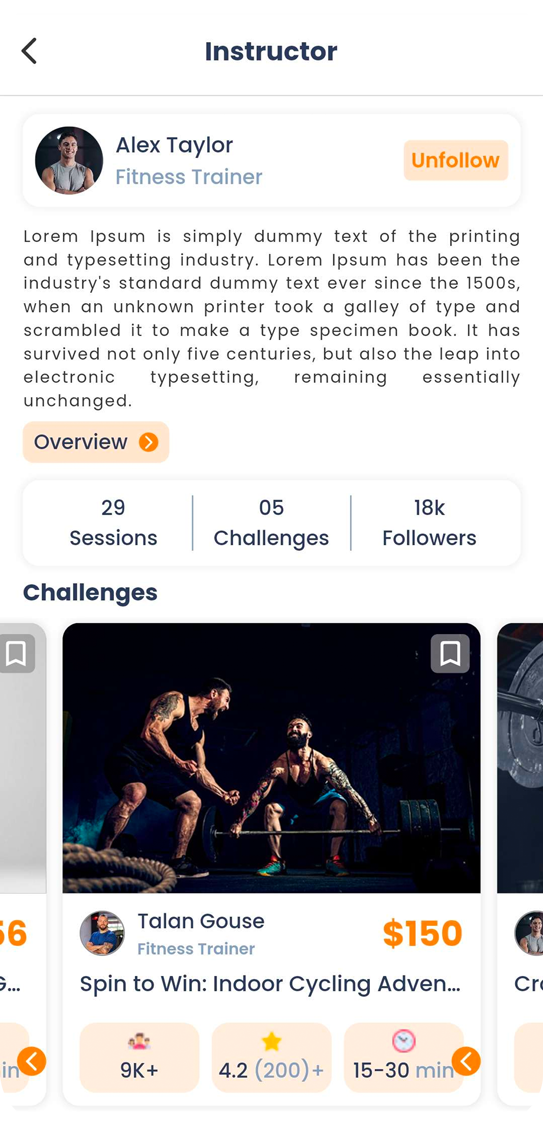 Instructor
Alex Taylor
Fitness Trainer
Unfollow
Lorem Ipsum is simply dummy text of the printing
and typesetting industry. Lorem Ipsum has been the
industry's standard dummy text ever since the 1500s,
when an unknown printer took a galley of type and
scrambled it to make a type specimen book. It has
survived not only five centuries, but also the leap into
electronic typesetting, remaining essentially
unchanged.
Overview
29 05 18k
Sessions Challenges Followers
Challenges
56
Talan Gouse
Fitness Trainer
$150
G...
Spin to Win: Indoor Cycling Adven...
Cr
in
9K+
4.2 (200)+
15-30 min